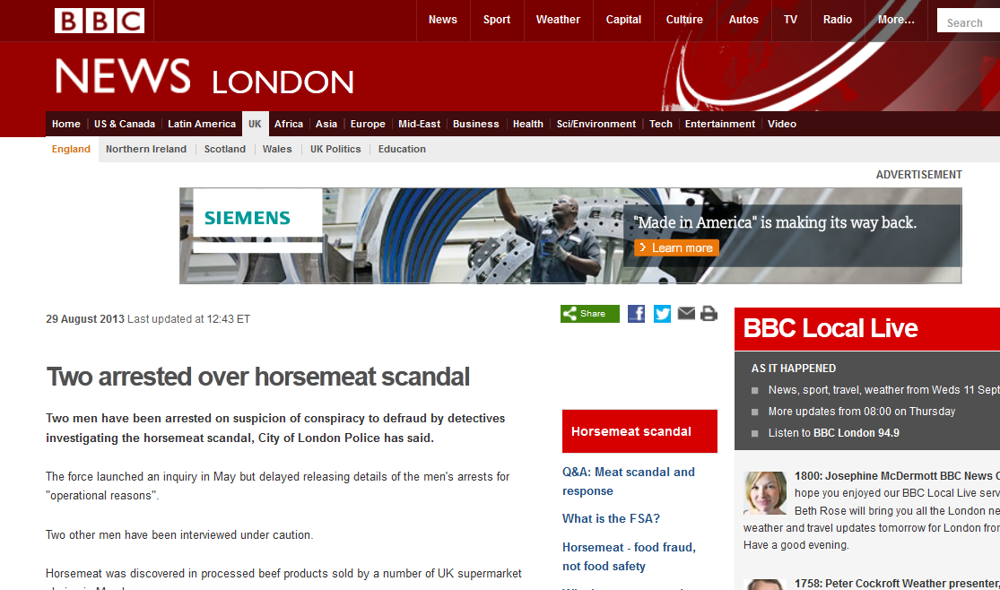 BBC
News
Sport
Weather
Capital
Culture
Autos
TV
Radio
More...
Search
NEWS LONDON
Home
US & Canada
Latin America
UK
Africa
Asia
Europe
Mid-East
Business
Health
Sci/Environment
Tech
Entertainment
Video
England
Northern Ireland
Scotland
Wales
UK Politics
Education
ADVERTISEMENT
SIEMENS
"Made in America" is making its way back.
Learn more
29 August 2013 Last updated at 12:43 ET
Share
Two arrested over horsemeat scandal
Two men have been arrested on suspicion of conspiracy to defraud by detectives
investigating the horsemeat scandal, City of London Police has said.
The force launched an inquiry in May but delayed releasing details of the men's arrests for
"operational reasons".
Two other men have been interviewed under caution.
Horsemeat was discovered in processed beef products sold by a number of UK supermarket
Horsemeat scandal
Q&A: Meat scandal and
response
What is the FSA?
Horsemeat - food fraud,
not food safety
BBC Local Live
AS IT HAPPENED
News, sport, travel, weather from Weds 11 Sept
More updates from 08:00 on Thursday
Listen to BBC London 94.9
1800: Josephine McDermott BBC News
hope you enjoyed our BBC Local Live
Beth Rose will bring you all the London
weather and travel updates tomorrow for London
Have a good evening.
1758: Peter Cockroft Weather presenter,